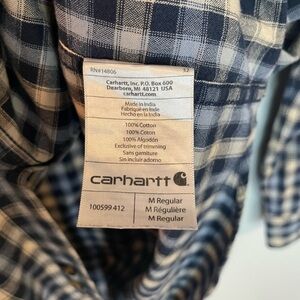 RN#14806 32
Carhartt, Inc. P.O. Box 600
Dearborn, MI 48121 USA
carhartt.com
Made in India
Fabriqué en Inde
Hecho en India
100% Cotton
100% Coton
100% Algodón
Exclusive of trimming
Sans garniture
Sin incluir adorno
carhartt
100599 412
M Regular
M Régulière
M Regular